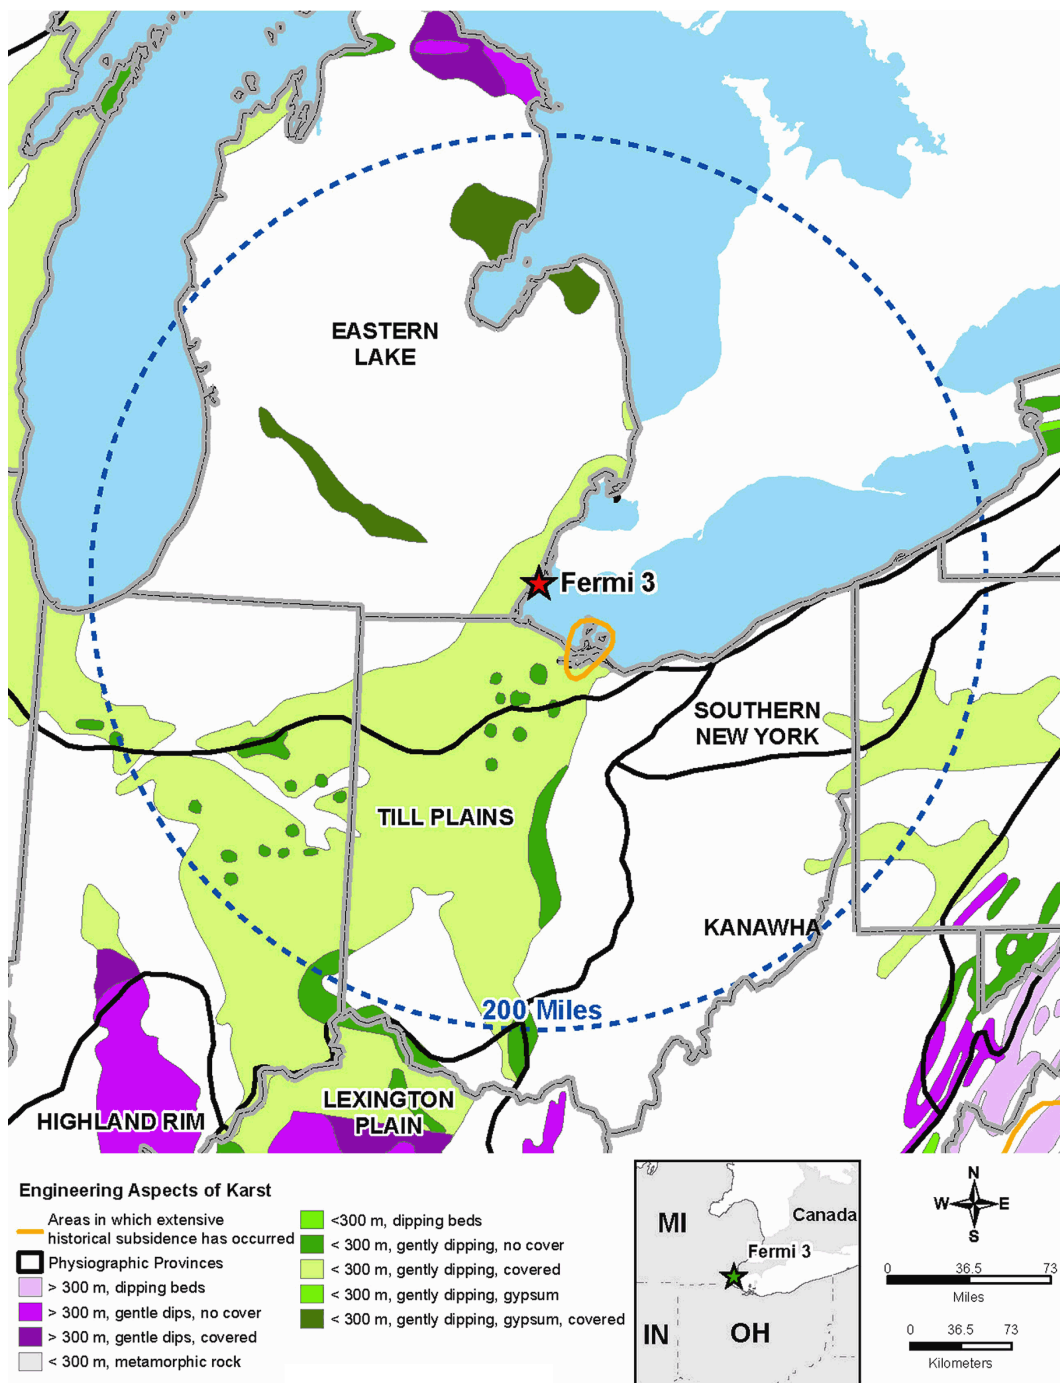 EASTERN
LAKE
Fermi 3
SOUTHERN
NEW YORK
TILL PLAINS
KANAWHA
200 Miles
LEXINGTON
PLAIN
HIGHLAND RIM
Engineering Aspects of Karst
Areas in which extensive
historical subsidence has occurred
Physiographic Provinces
> 300 m, dipping beds
> 300 m, gentle dips, no cover
> 300 m, gentle dips, covered
< 300 m, metamorphic rock
<300 m, dipping beds
< 300 m, gently dipping, no cover
< 300 m, gently dipping, covered
< 300 m, gently dipping, gypsum
< 300 m, gently dipping, gypsum, covered
MI
Canada
Fermi 3
IN
OH
N
W
E
S
0 36.5 73
Miles
0 36.5 73
Kilometers